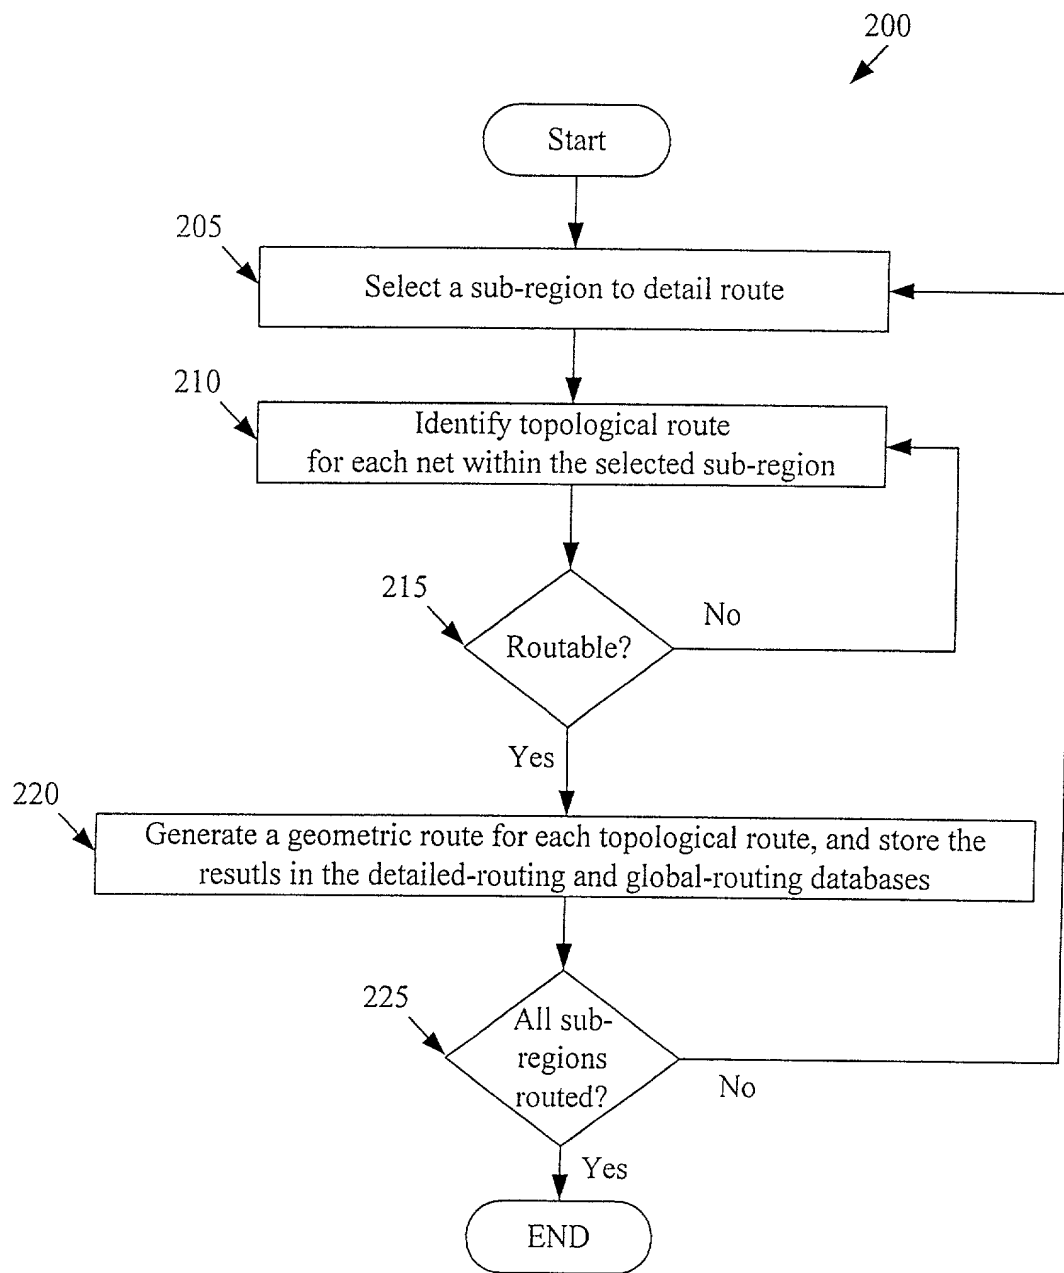 200
Start
205
Select a sub-region to detail route
210
Identify topological route
for each net within the selected sub-region
215
Routable?
No
Yes
220
Generate a geometric route for each topological route, and store the
resutls in the detailed-routing and global-routing databases
225
All sub-
regions
routed?
No
Yes
END